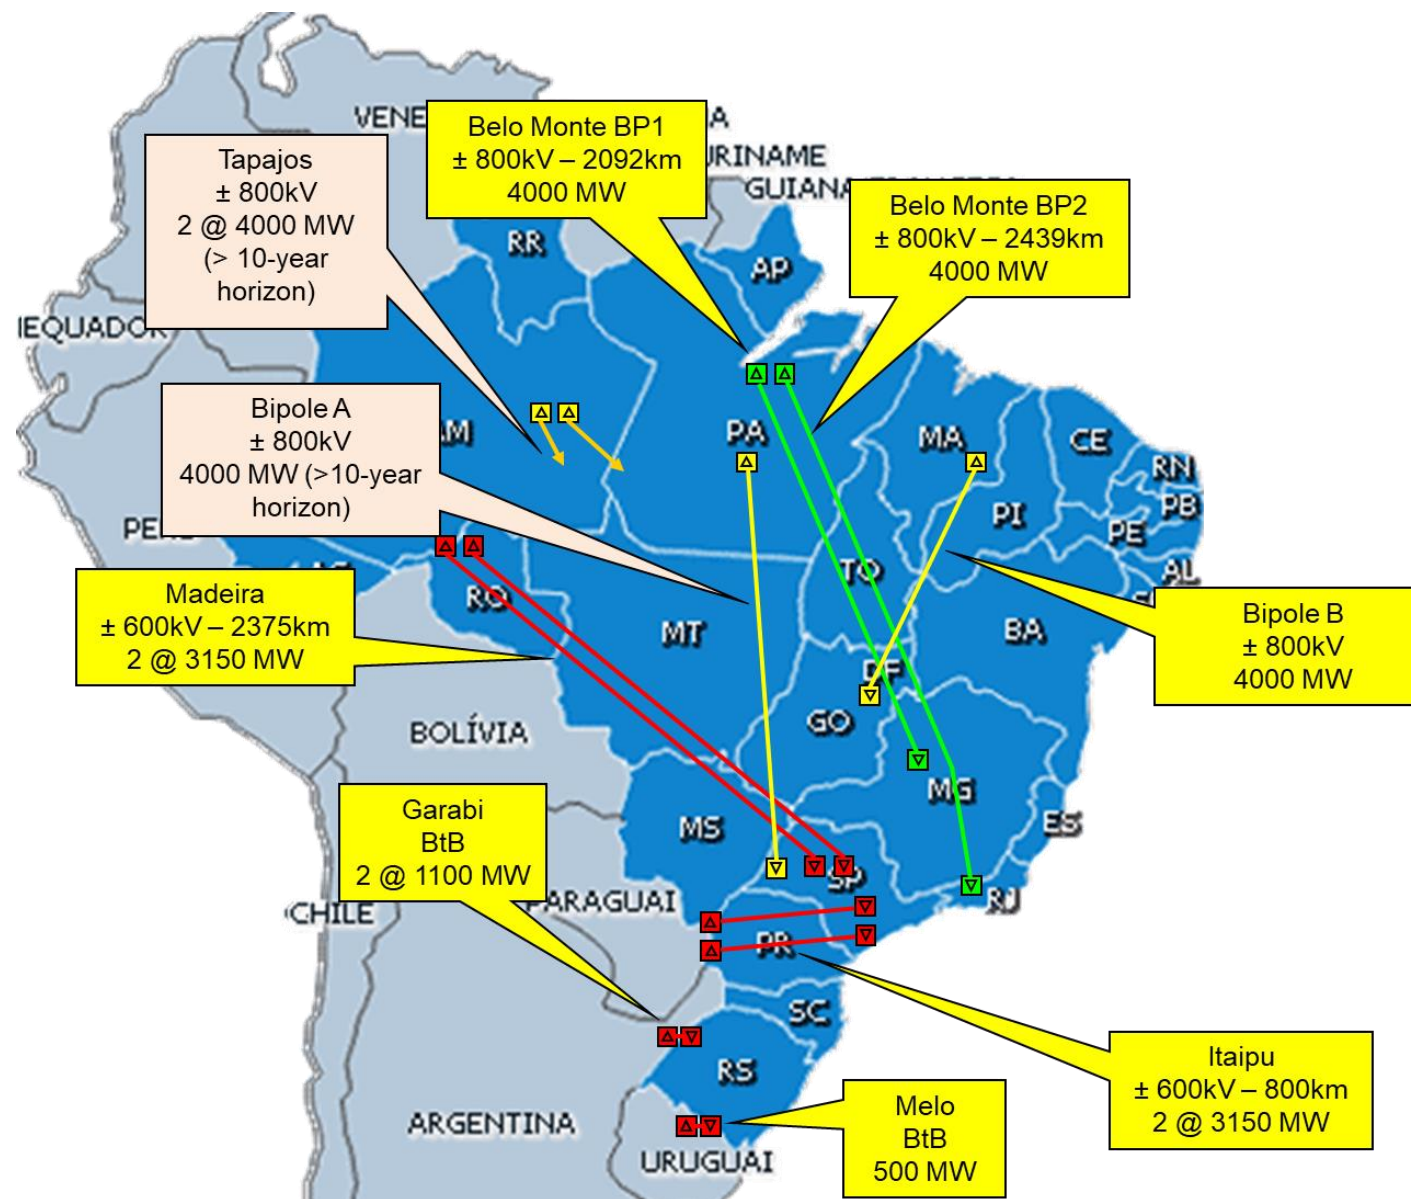 VENE
A
URINAME
GUIANA
Belo Monte BP1
± 800kV – 2092km
4000 MW
Tapajos
± 800kV
2 @ 4000 MW
(> 10-year
horizon)
Belo Monte BP2
± 800kV – 2439km
4000 MW
RR
AP
EQUADOR
Bipole A
± 800kV
4000 MW (>10-year
horizon)
AM
PA
MA
CE
RN
PB
PI
PE
AL
PE
Madeira
± 600kV – 2375km
2 @ 3150 MW
RO
TO
MT
BA
Bipole B
± 800kV
4000 MW
DF
GO
BOLÍVIA
MG
ES
MS
Garabi
BtB
2 @ 1100 MW
SP
RJ
PARAGUAI
CHILE
PR
SC
Itaipu
± 600kV – 800km
2 @ 3150 MW
RS
Melo
BtB
500 MW
ARGENTINA
URUGUAI